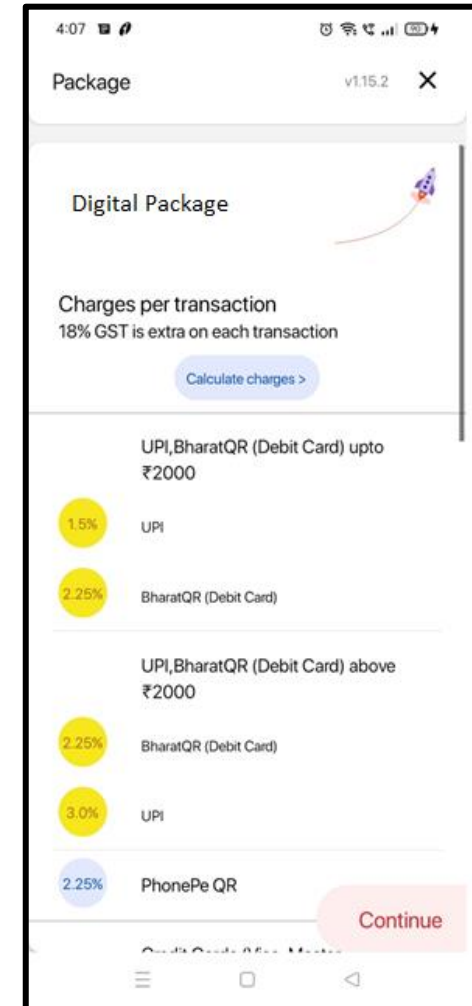 4:07
Package v1.15.2
Digital Package
Charges per transaction
18% GST is extra on each transaction
Calculate charges >
UPI,BharatQR (Debit Card) upto
₹2000
1.5% UPI
2.25% BharatQR (Debit Card)
UPI,BharatQR (Debit Card) above
₹2000
2.25% BharatQR (Debit Card)
3.0% UPI
2.25% PhonePe QR
Continue